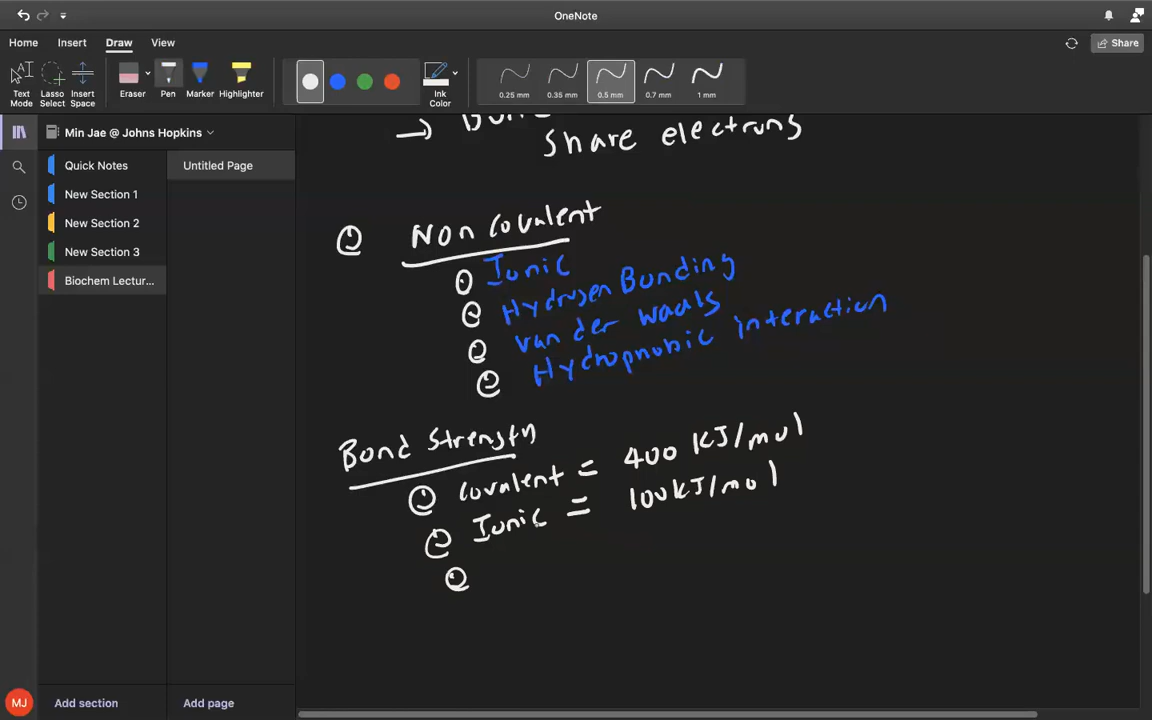 OneNote
Home Insert Draw View
Share
Text Mode
Lasso Select
Insert Space
Eraser
Pen
Marker
Highlighter
Ink Color
0.25 mm
0.35 mm
0.5 mm
0.7 mm
1 mm
Min Jae @ Johns Hopkins
Quick Notes
New Section 1
New Section 2
New Section 3
Biochem Lectur...
Untitled Page
→
share electrons
Non Covalent
Ionic
Hydrogen Bonding
van der waals
Hydrophobic interaction
Bond Strength
Covalent = 400 KJ/mol
Ionic = 100KJ/mol
MJ
Add section
Add page